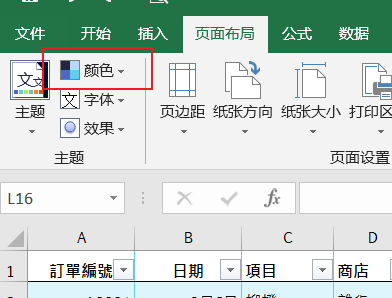 文件 开始 插入 页面布局 公式 数据
文文
颜色
主题
字体
效果
页边距 纸张方向 纸张大小 打印区
主题 页面设置
L16 fx
A B C D
1 訂單編號 日期 項目 商店